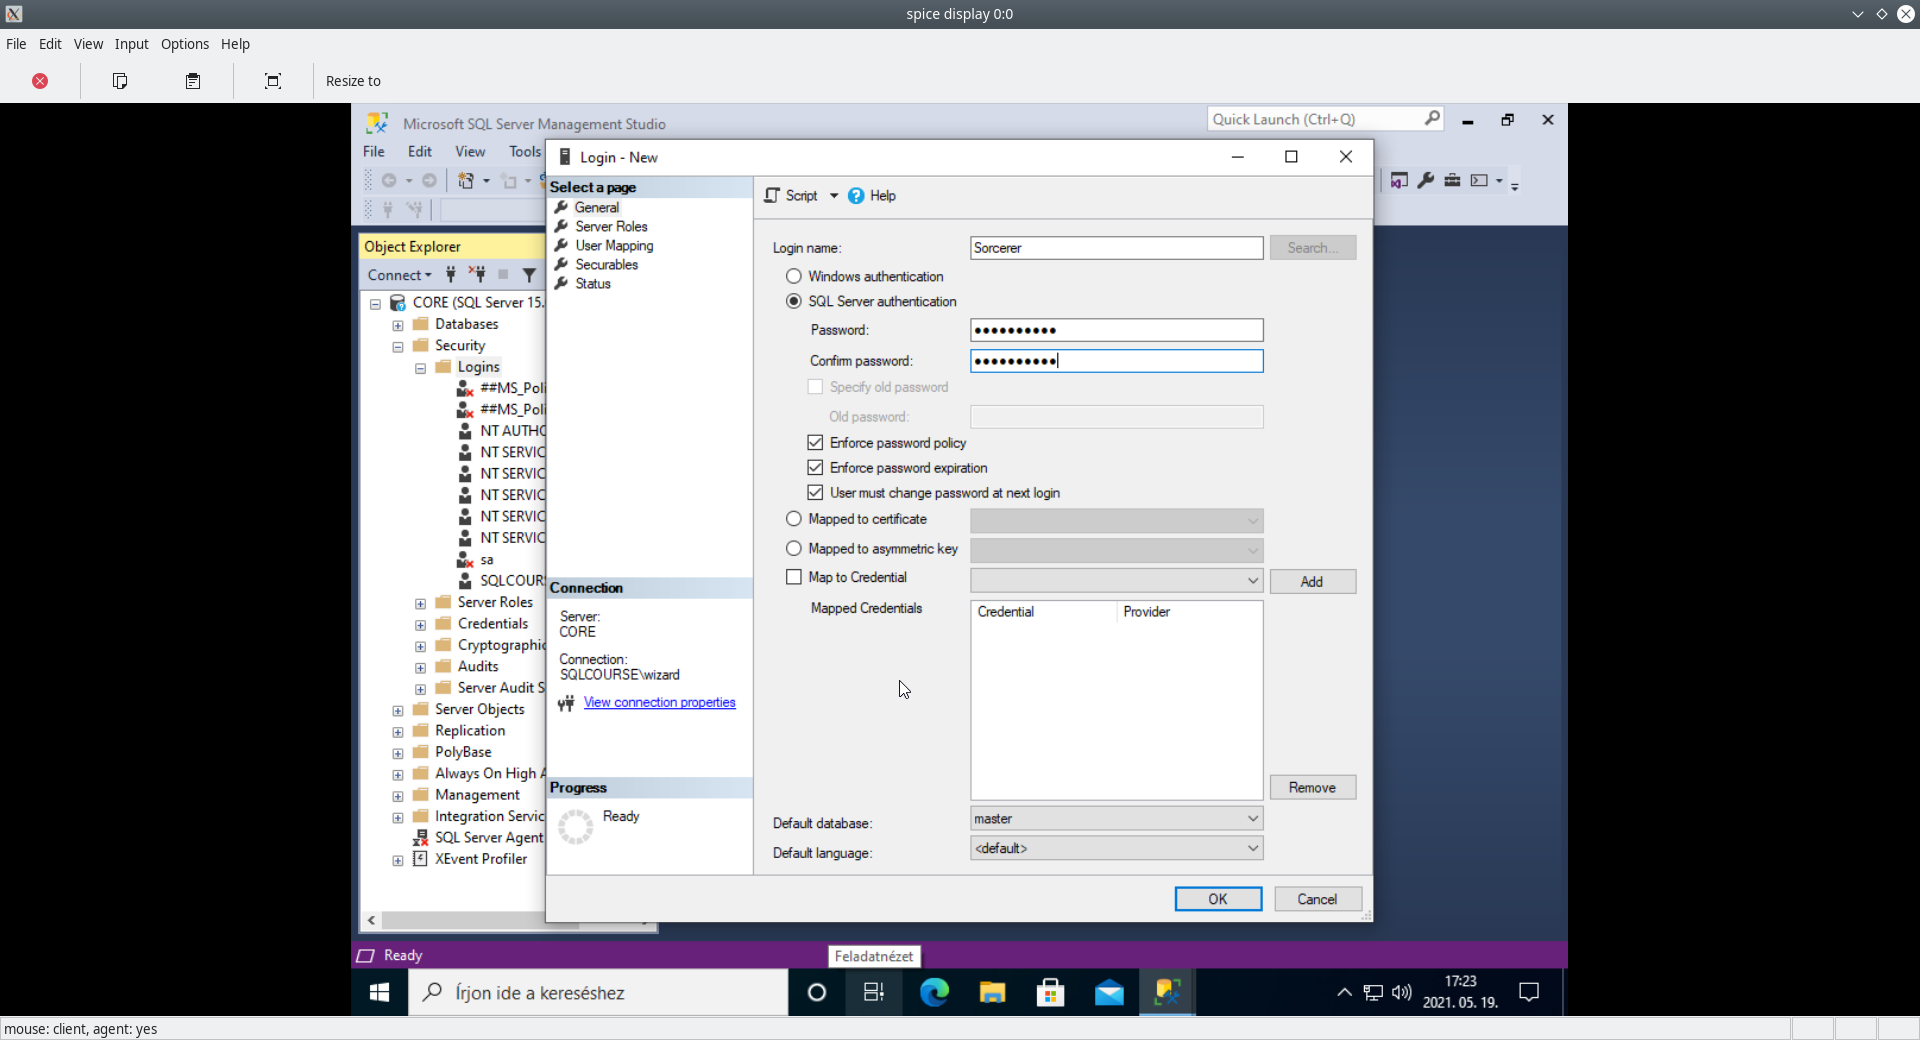 spice display 0:0
File Edit View Input Options Help
Resize to
Microsoft SQL Server Management Studio
Quick Launch (Ctrl+Q)
File Edit View Tools
Object Explorer
Connect
CORE (SQL Server 15.
Databases
Security
Logins
##MS_Poli
##MS_Poli
NT AUTHO
NT SERVIC
NT SERVIC
NT SERVIC
NT SERVIC
NT SERVIC
sa
SQLCOUR
Server Roles
Credentials
Cryptographic
Audits
Server Audit S
Server Objects
Replication
PolyBase
Always On High A
Management
Integration Servic
SQL Server Agent
XEvent Profiler
Login - New
Select a page
General
Server Roles
User Mapping
Securables
Status
Connection
Server:
CORE
Connection:
SQLCOURSE\wizard
View connection properties
Progress
Ready
Script Help
Login name: Sorcerer Search...
Windows authentication
SQL Server authentication
Password: ●●●●●●●●●●
Confirm password: ●●●●●●●●●●
Specify old password
Old password:
Enforce password policy
Enforce password expiration
User must change password at next login
Mapped to certificate
Mapped to asymmetric key
Map to Credential Add
Mapped Credentials Credential Provider
Remove
Default database: master
Default language: <default>
OK Cancel
Ready
Feladatnézet
Írjon ide a kereséshez
17:23
2021. 05. 19.
mouse: client, agent: yes